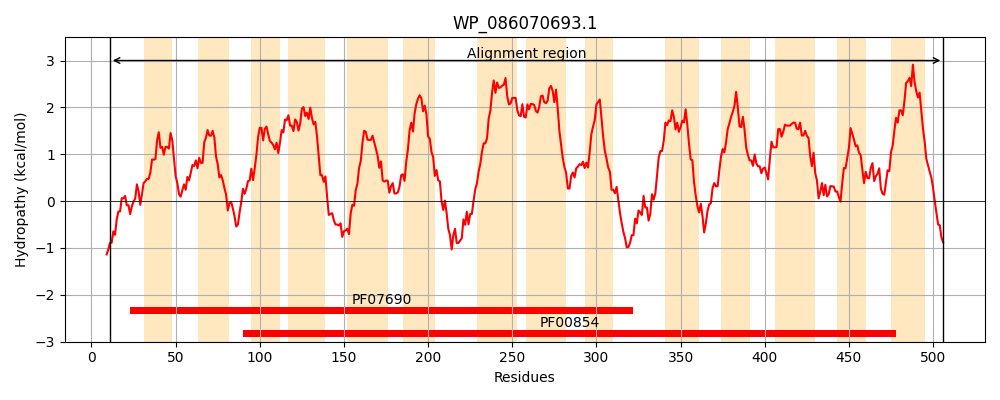 WP_086070693.1
Alignment region
3
2
1
0
−1
−2
−3
Hydropathy (kcal/mol)
PF07690
PF00854
0 50 100 150 200 250 300 350 400 450 500
Residues